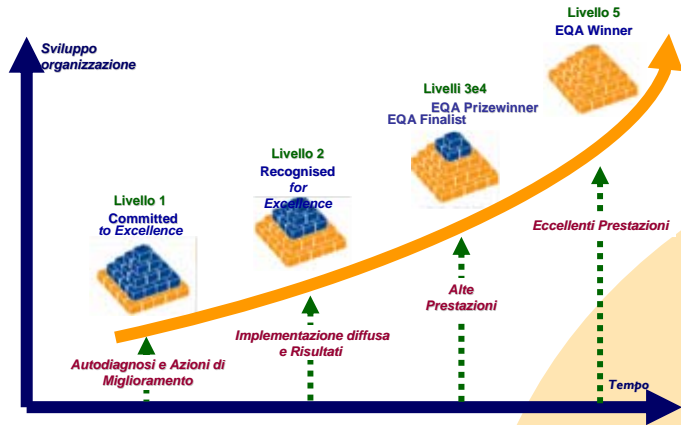 Sviluppo
organizzazione
Livello 5
EQA Winner
Livelli 3e4
EQA Prizewinner
EQA Finalist
Livello 2
Recognised
for
Excellence
Livello 1
Committed
to Excellence
Eccellenti Prestazioni
Alte
Prestazioni
Implementazione diffusa
e Risultati
Autodiagnosi e Azioni di
Miglioramento
Tempo